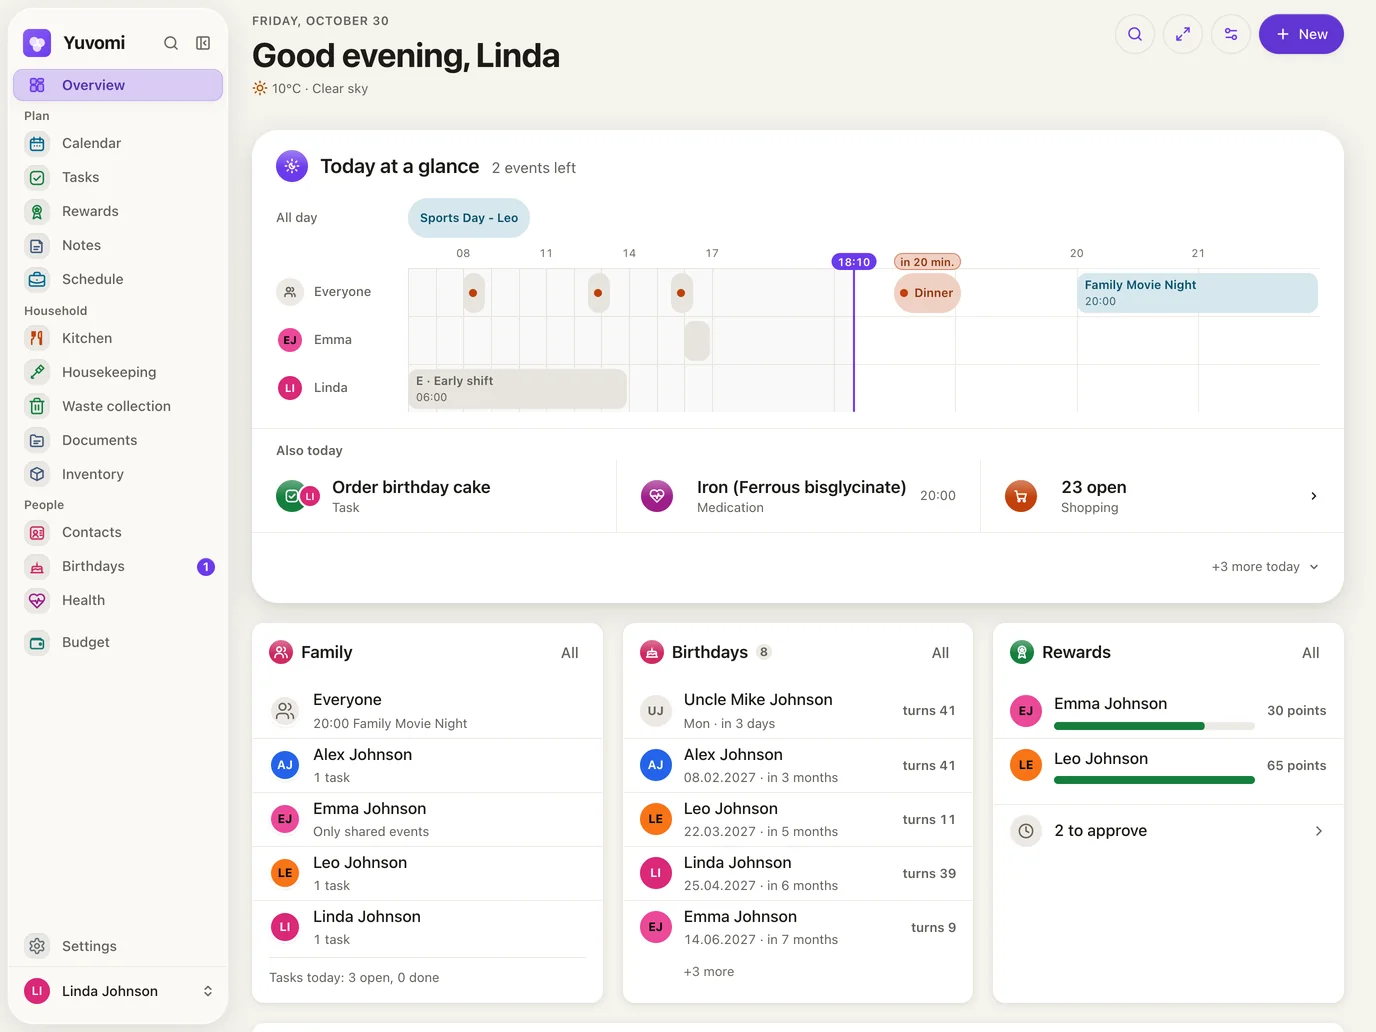 Yuvomi
Overview
Plan
Calendar
Tasks
Rewards
Notes
Schedule
Household
Kitchen
Housekeeping
Waste collection
Documents
Inventory
People
Contacts
Birthdays
1
Health
Budget
Settings
LI
Linda Johnson
FRIDAY, OCTOBER 30
Good evening, Linda
10°C · Clear sky
New
Today at a glance
2 events left
All day
Sports Day - Leo
08
11
14
17
18:10
in 20 min.
20
21
Everyone
Dinner
Family Movie Night
20:00
EJ
Emma
LI
Linda
E · Early shift
06:00
Also today
LI
Order birthday cake
Task
Iron (Ferrous bisglycinate)
Medication
20:00
23 open
Shopping
+3 more today
Family
All
Everyone
20:00 Family Movie Night
AJ
Alex Johnson
1 task
EJ
Emma Johnson
Only shared events
LE
Leo Johnson
1 task
LI
Linda Johnson
1 task
Tasks today: 3 open, 0 done
Birthdays
8
All
UJ
Uncle Mike Johnson
Mon · in 3 days
turns 41
AJ
Alex Johnson
08.02.2027 · in 3 months
turns 41
LE
Leo Johnson
22.03.2027 · in 5 months
turns 11
LI
Linda Johnson
25.04.2027 · in 6 months
turns 39
EJ
Emma Johnson
14.06.2027 · in 7 months
turns 9
+3 more
Rewards
All
EJ
Emma Johnson
30 points
LE
Leo Johnson
65 points
2 to approve